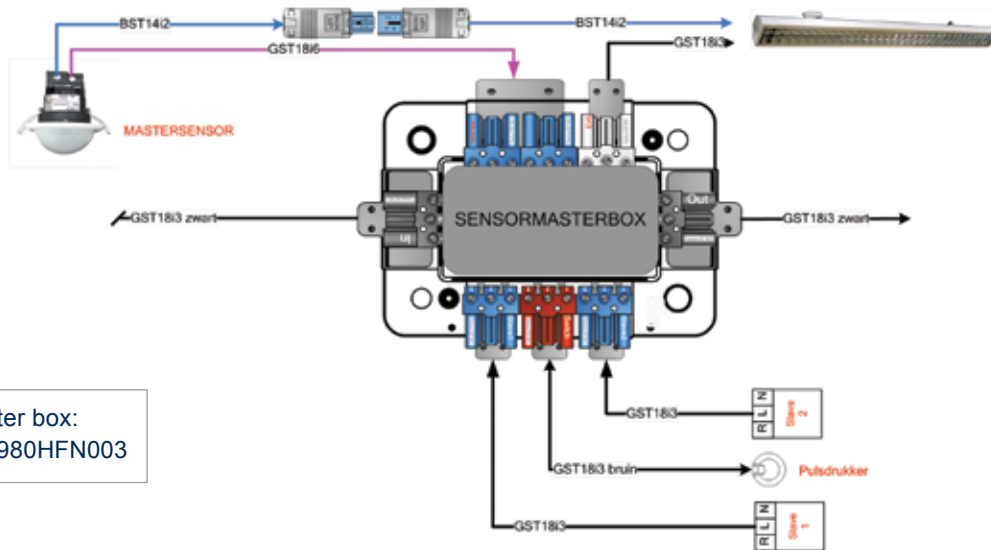 BST14i2
BST14i2
GST18i6
GST18i3
MASTERSENSOR
GST18i3 zwart
In
SENSORMASTERBOX
Out
GST18i3 zwart
Switch
ter box:
980HFN003
GST18i3
R L N
Slave
2
GST18i3 bruin
Pulsdrukker
GST18i3
R L N
Slave
1